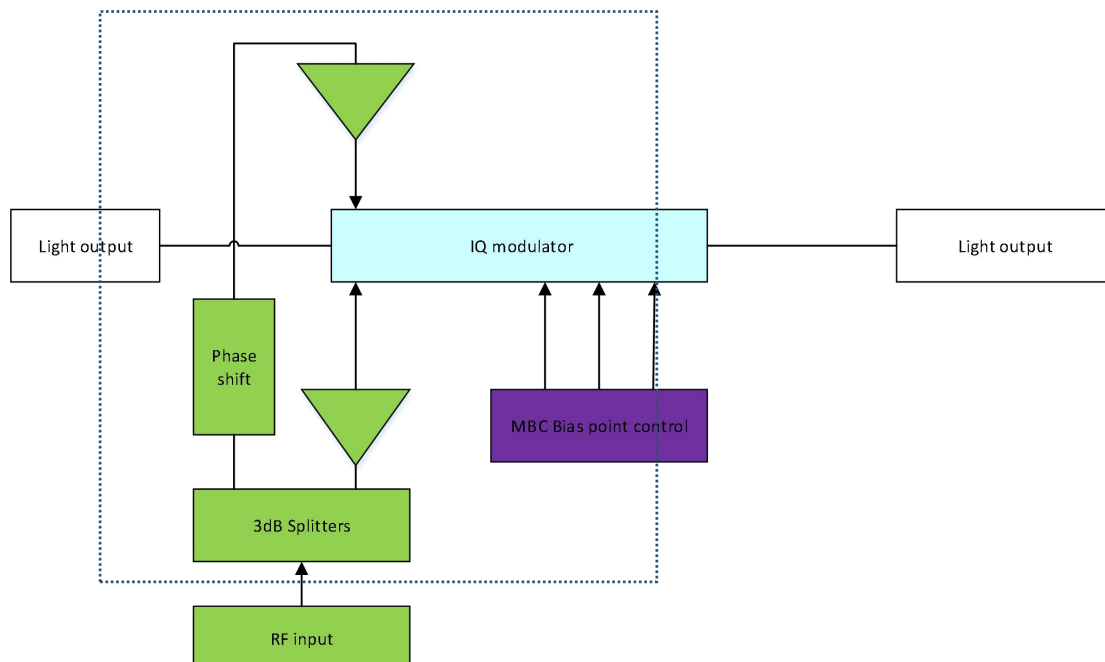 Light output
IQ modulator
Light output
Phase
shift
MBC Bias point control
3dB Splitters
RF input